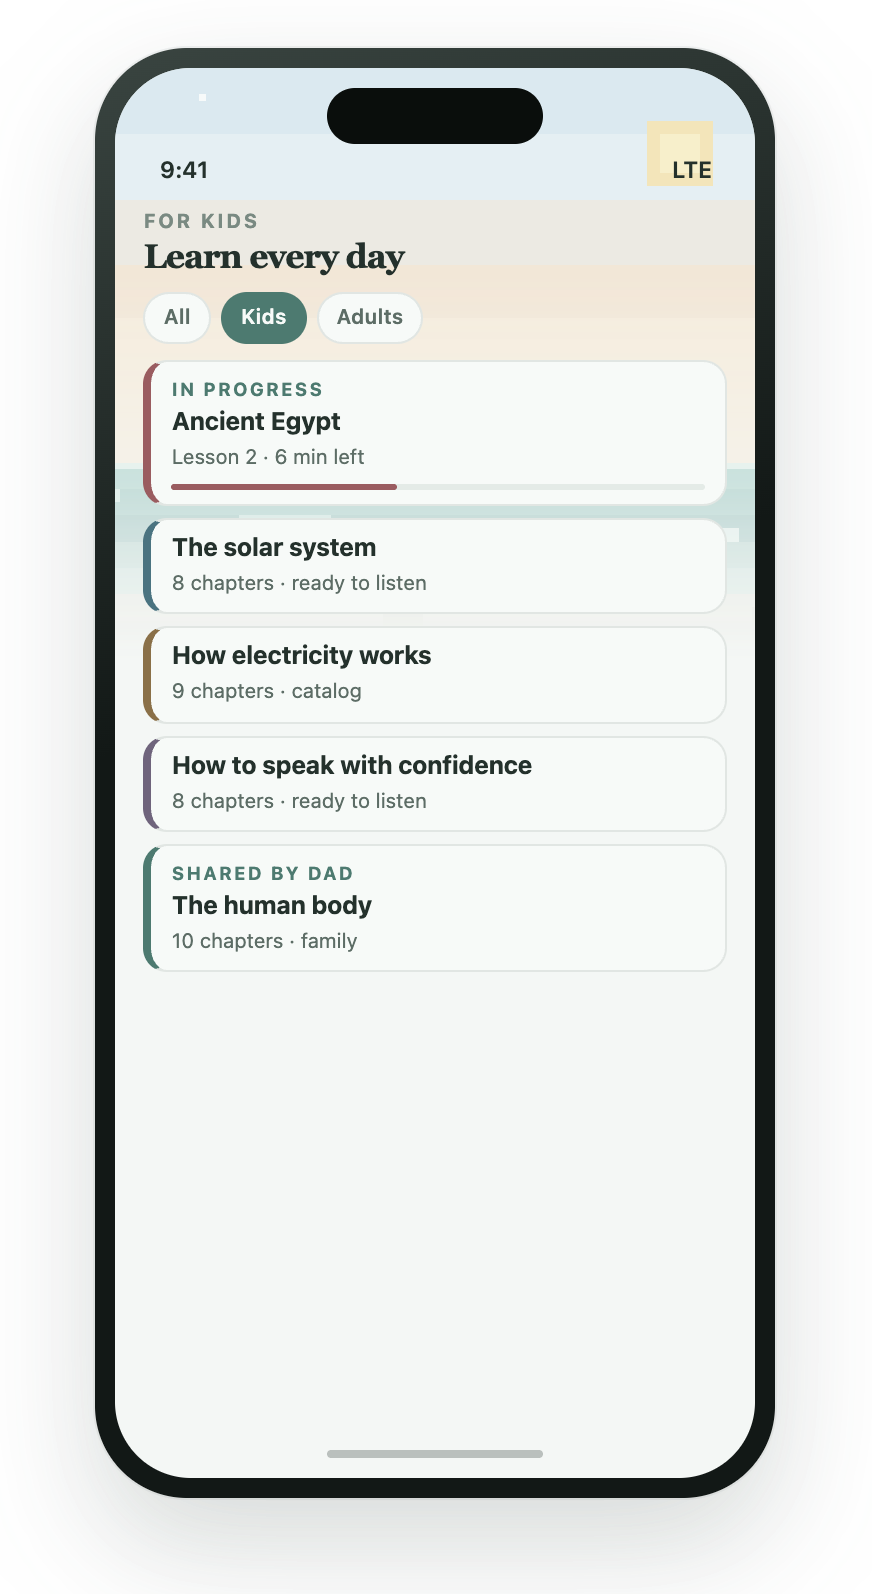 9:41
LTE
FOR KIDS
Learn every day
All
Kids
Adults
IN PROGRESS
Ancient Egypt
Lesson 2 · 6 min left
The solar system
8 chapters · ready to listen
How electricity works
9 chapters · catalog
How to speak with confidence
8 chapters · ready to listen
SHARED BY DAD
The human body
10 chapters · family